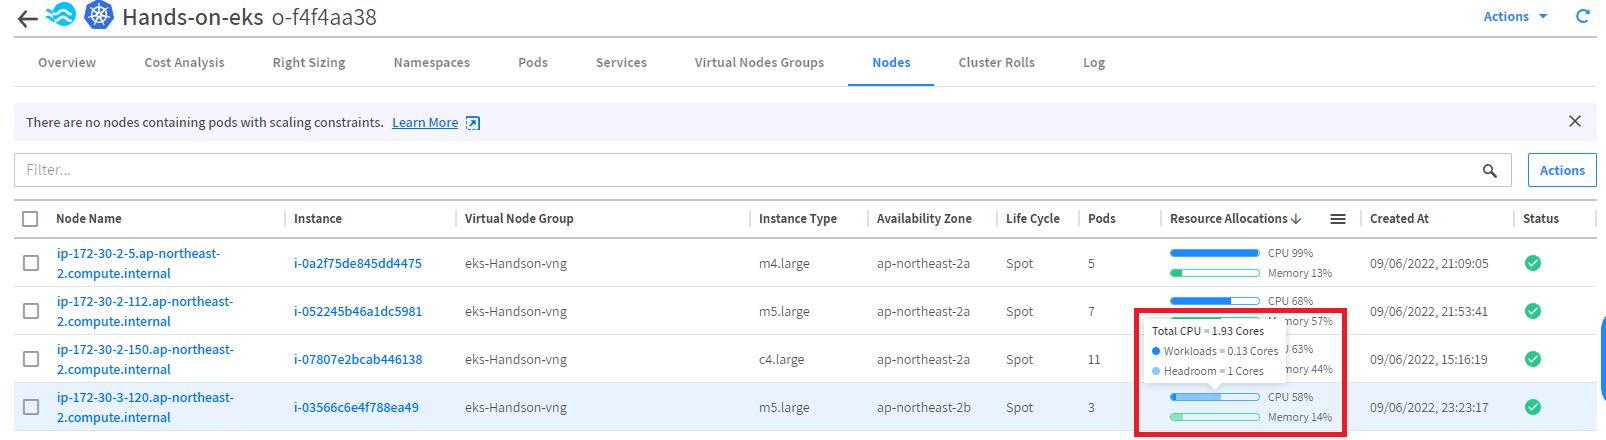 Hands-on-eks o-f4f4aa38
Actions
Overview Cost Analysis Right Sizing Namespaces Pods Services Virtual Nodes Groups Nodes Cluster Rolls Log
There are no nodes containing pods with scaling constraints. Learn More
Filter...
Actions
Node Name Instance Virtual Node Group Instance Type Availability Zone Life Cycle Pods Resource Allocations Created At Status
ip-172-30-2-5.ap-northeast-
2.compute.internal
i-0a2f75de845dd4475 eks-Handson-vng m4.large ap-northeast-2a Spot 5
CPU 99%
Memory 13%
09/06/2022, 21:09:05
ip-172-30-2-112.ap-northeast-
2.compute.internal
i-052245b46a1dc5981 eks-Handson-vng m5.large ap-northeast-2a Spot 7
CPU 68%
mory 57%
09/06/2022, 21:53:41
ip-172-30-2-150.ap-northeast-
2.compute.internal
i-07807e2bcab446138 eks-Handson-vng c4.large ap-northeast-2a Spot 11
63%
mory 44%
09/06/2022, 15:16:19
Total CPU = 1.93 Cores
Workloads = 0.13 Cores
Headroom = 1 Cores
ip-172-30-3-120.ap-northeast-
2.compute.internal
i-03566c6e4f788ea49 eks-Handson-vng m5.large ap-northeast-2b Spot 3
CPU 58%
Memory 14%
09/06/2022, 23:23:17